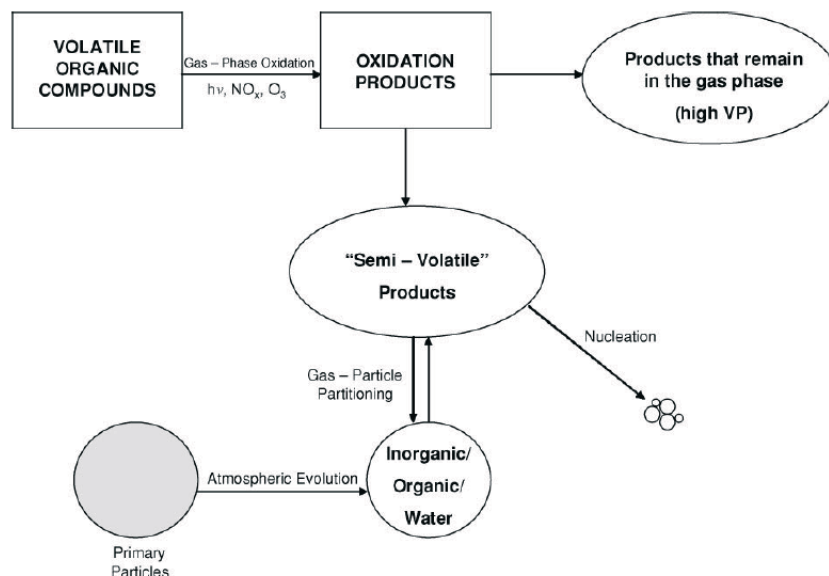 VOLATILE
ORGANIC
COMPOUNDS
Gas – Phase Oxidation
hν, NOₓ, O₃
OXIDATION
PRODUCTS
Products that remain
in the gas phase
(high VP)
“Semi – Volatile”
Products
Nucleation
Gas – Particle
Partitioning
Inorganic/
Organic/
Water
Atmospheric Evolution
Primary
Particles